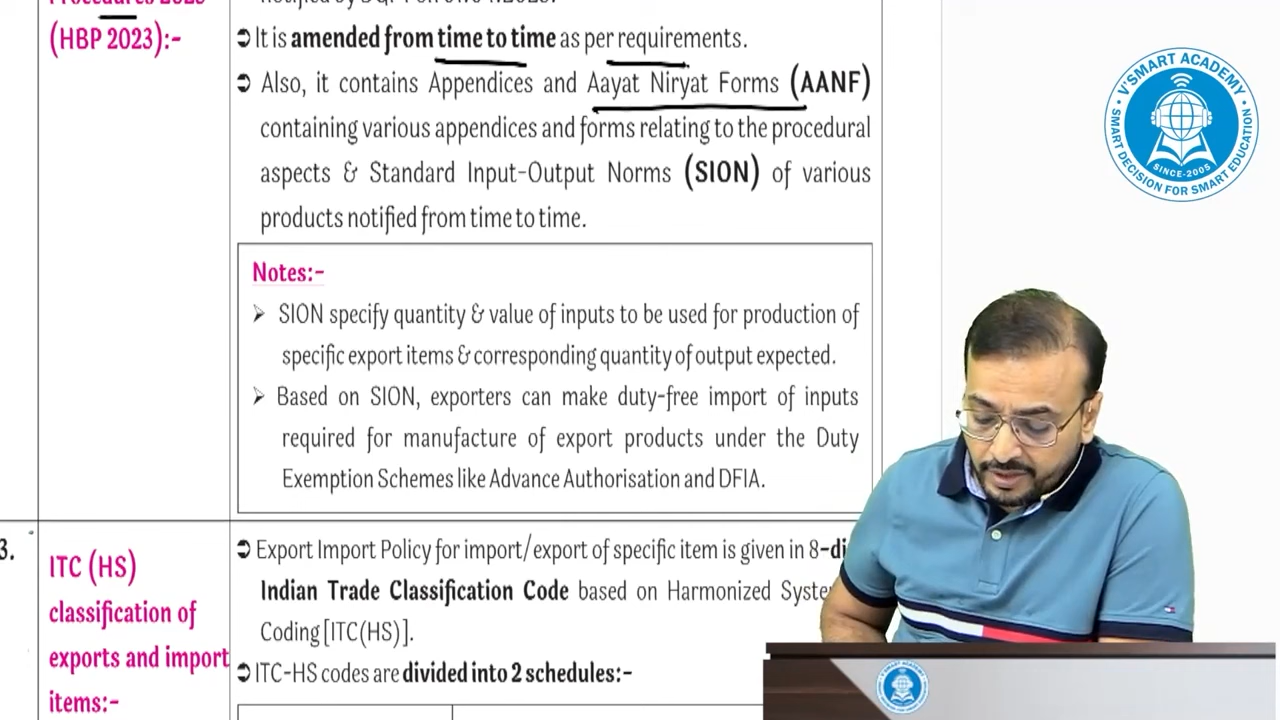 (HBP 2023):-
➲ It is amended from time to time as per requirements.
➲ Also, it contains Appendices and Aayat Niryat Forms (AANF)
containing various appendices and forms relating to the procedural
aspects & Standard Input-Output Norms (SION) of various
products notified from time to time.
Notes:-
➢ SION specify quantity & value of inputs to be used for production of
specific export items & corresponding quantity of output expected.
➢ Based on SION, exporters can make duty-free import of inputs
required for manufacture of export products under the Duty
Exemption Schemes like Advance Authorisation and DFIA.
3.
ITC (HS)
classification of
exports and import
items:-
➲ Export Import Policy for import/export of specific item is given in 8-di
Indian Trade Classification Code based on Harmonized Syste
Coding [ITC(HS)].
➲ ITC-HS codes are divided into 2 schedules:-
V'SMART ACADEMY
SMART DECISION FOR SMART EDUCATION
SINCE-2005